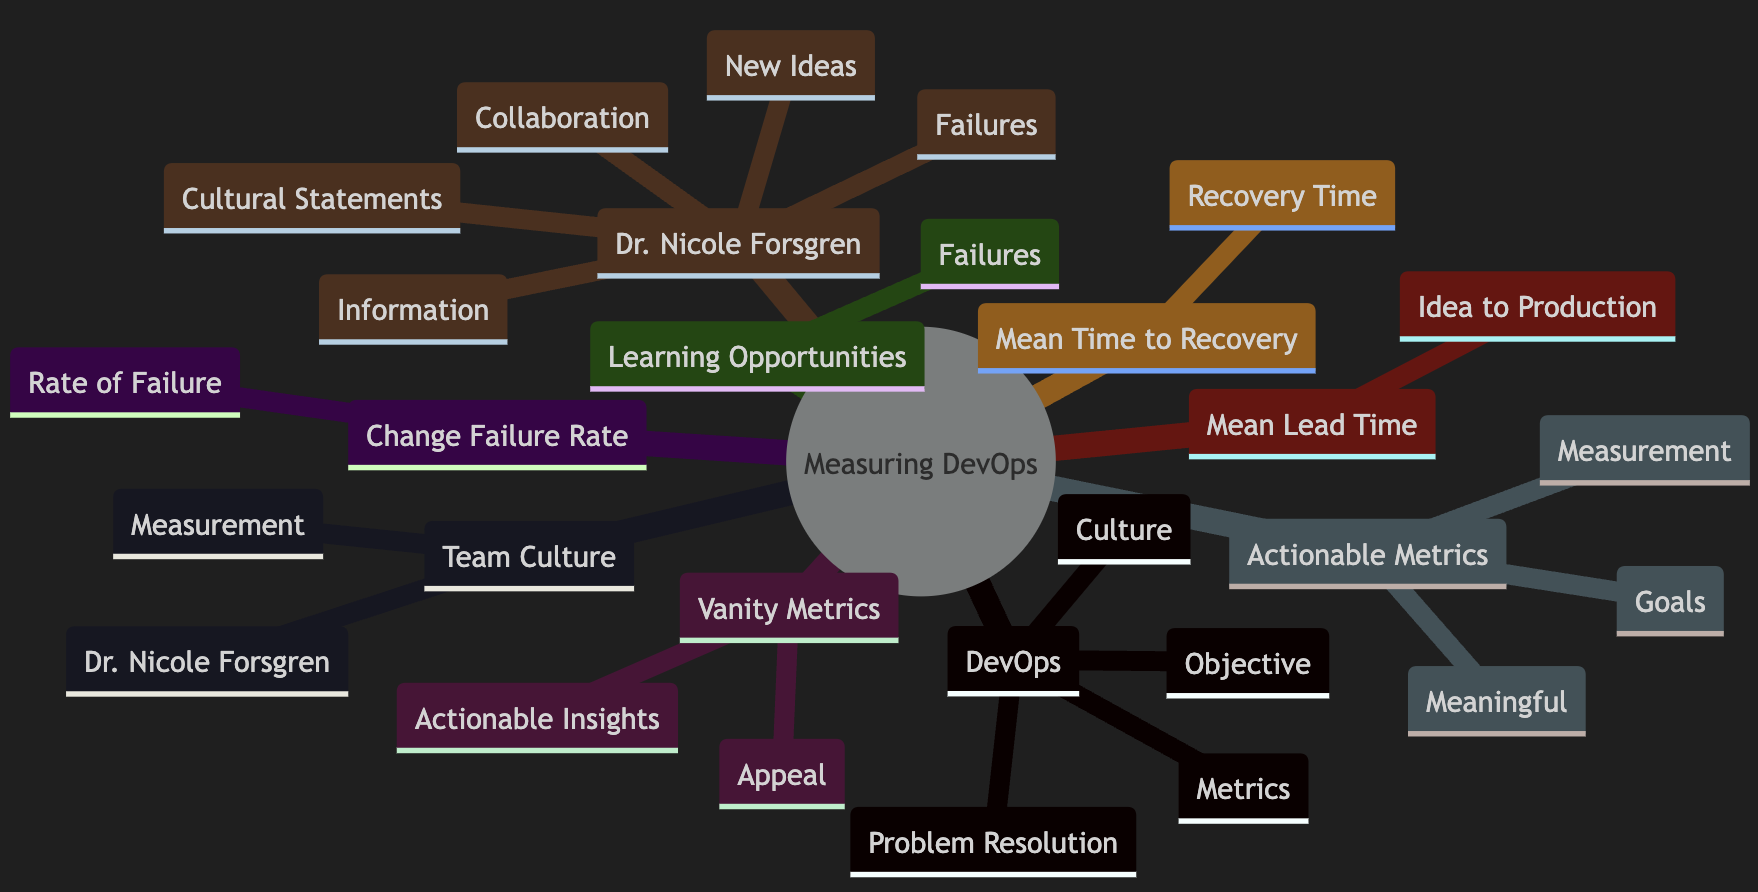 New Ideas
Collaboration
Failures
Cultural Statements
Recovery Time
Dr. Nicole Forsgren
Failures
Information
Idea to Production
Mean Time to Recovery
Learning Opportunities
Rate of Failure
Change Failure Rate
Mean Lead Time
Measurement
Measuring DevOps
Measurement
Culture
Team Culture
Actionable Metrics
Goals
Vanity Metrics
Dr. Nicole Forsgren
DevOps
Objective
Meaningful
Actionable Insights
Appeal
Metrics
Problem Resolution